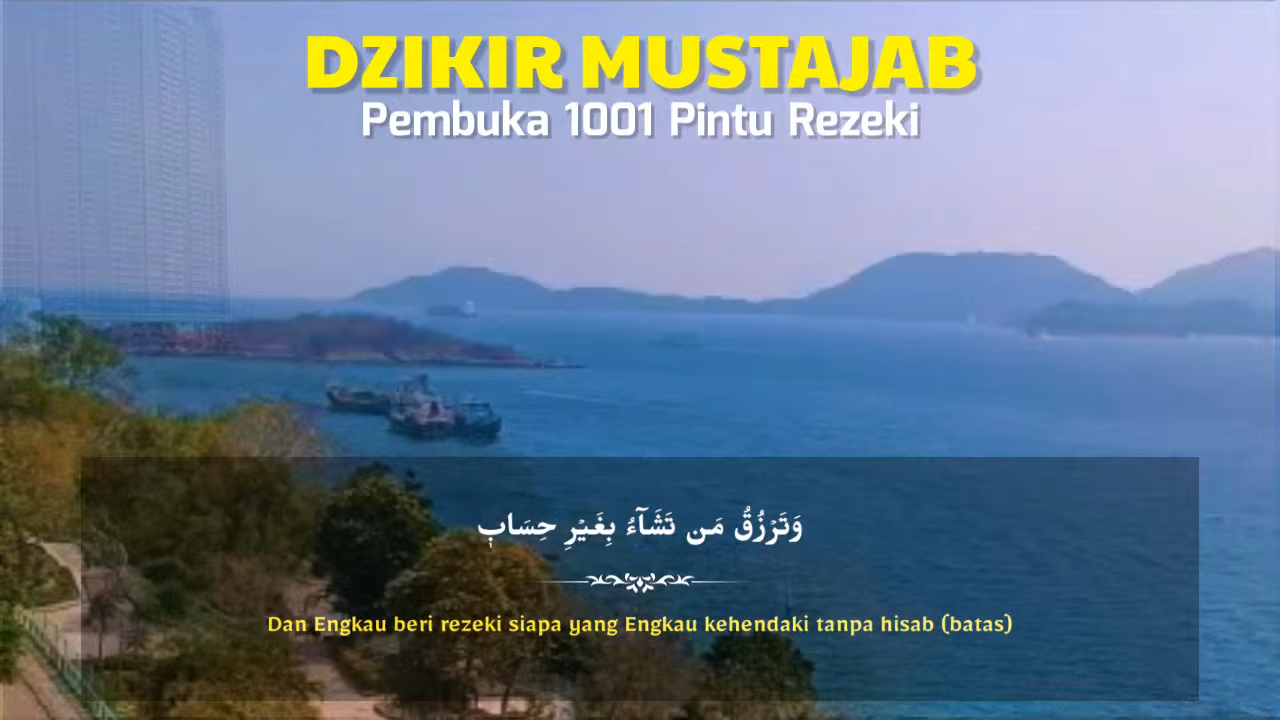 DZIKIR MUSTAJAB
Pembuka 1001 Pintu Rezeki
وَتَرْزُقُ مَن تَشَآءُ بِغَيْرِ حِسَابٍ
Dan Engkau beri rezeki siapa yang Engkau kehendaki tanpa hisab (batas)